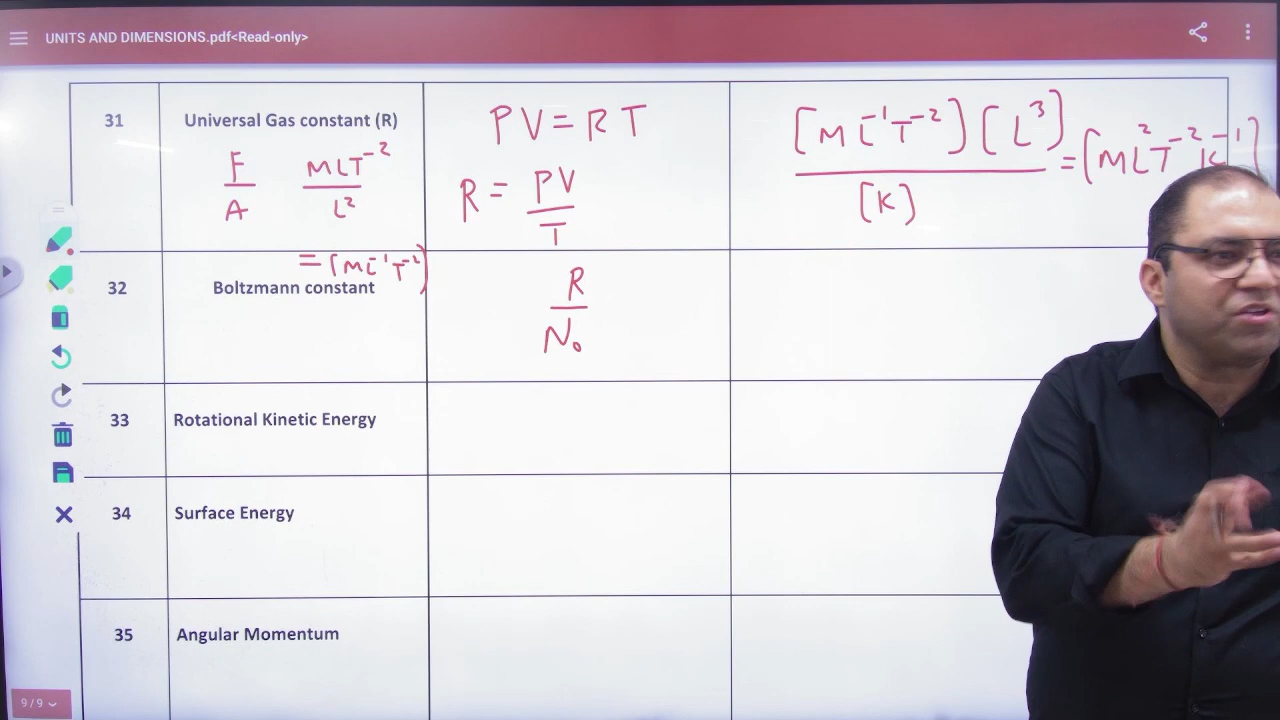 UNITS AND DIMENSIONS.pdf<Read-only>
31 Universal Gas constant (R)
F/A MLT⁻²/L²
= [ML⁻¹T⁻²]
PV = RT
R = PV/T
[ML⁻¹T⁻²][L³]/[K] = [ML²T⁻²K⁻¹]
32 Boltzmann constant
R/N₀
33 Rotational Kinetic Energy
34 Surface Energy
35 Angular Momentum
9/9